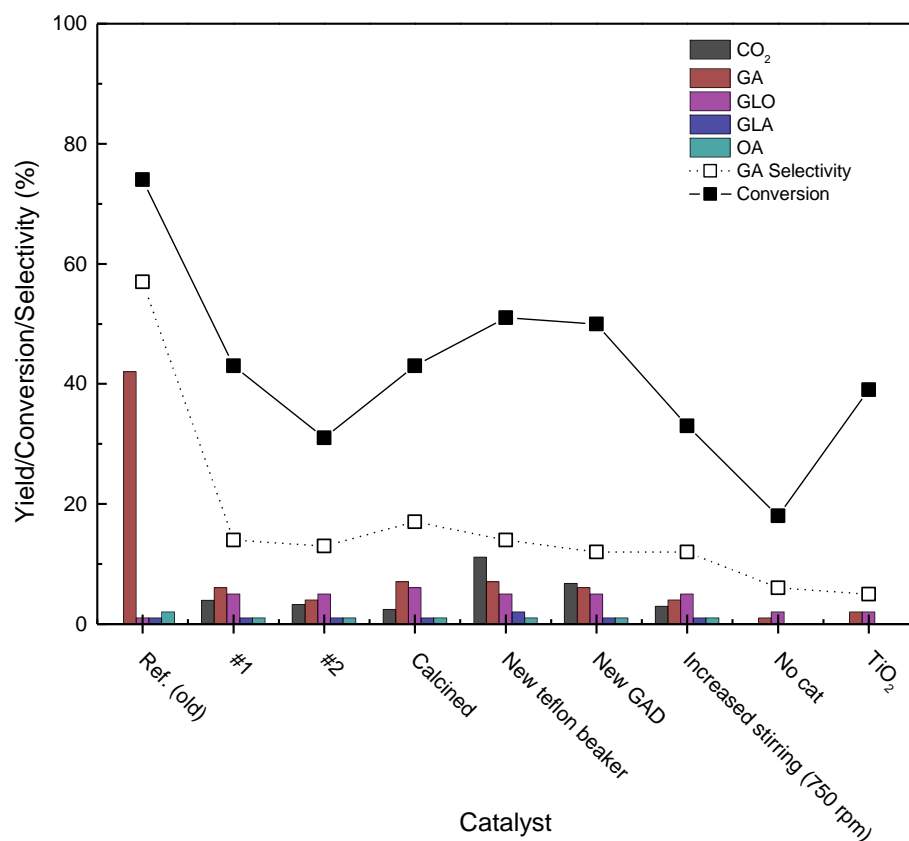 100
80
60
40
20
0
Yield/Conversion/Selectivity (%)
CO₂
GA
GLO
GLA
OA
GA Selectivity
Conversion
Ref. (old)
#1
#2
Calcined
New teflon beaker
New GAD
Increased stirring (750 rpm)
No cat
TiO₂
Catalyst